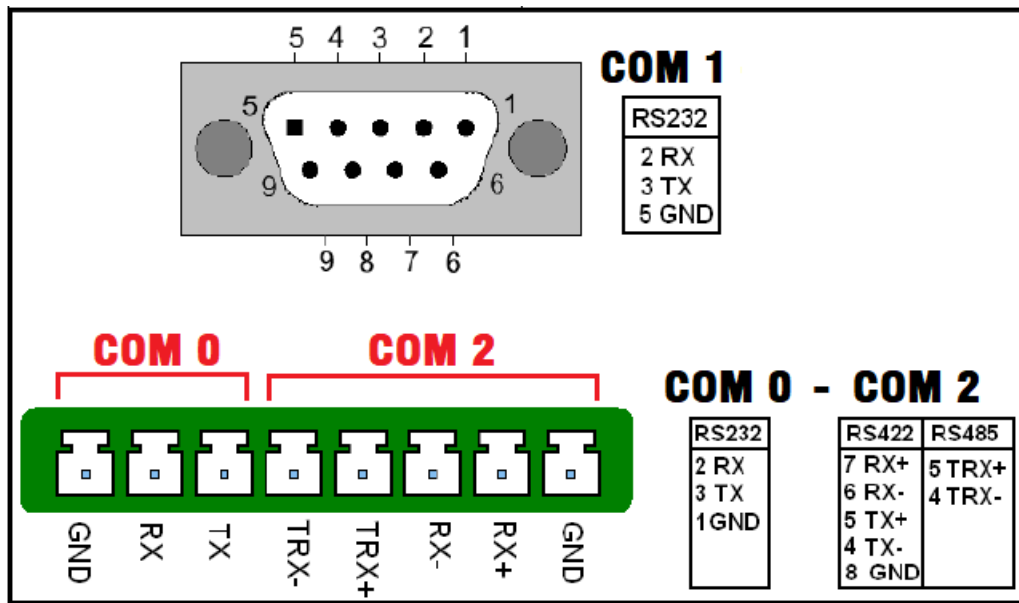 5 4 3 2 1
COM 1
5 1
9 6
9 8 7 6
RS232
2 RX
3 TX
5 GND
COM 0 COM 2
GND RX TX TRX- TRX+ RX- RX+ GND
COM 0 - COM 2
RS232
2 RX
3 TX
1GND
RS422 RS485
7 RX+ 5 TRX+
6 RX- 4 TRX-
5 TX+
4 TX-
8 GND